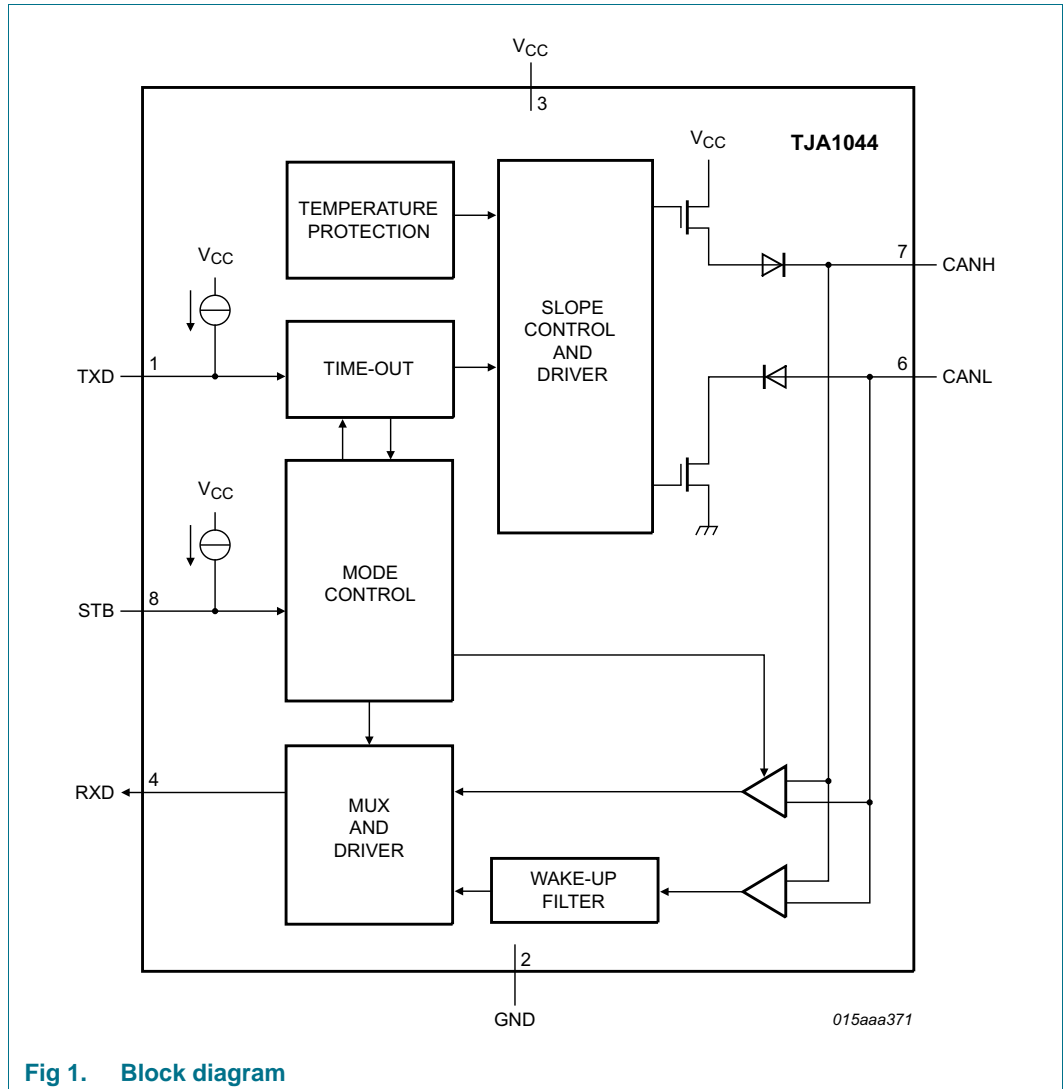 VCC
3
VCC
TJA1044
TEMPERATURE
PROTECTION
VCC
7
CANH
SLOPE
CONTROL
AND
DRIVER
TIME-OUT
1
TXD
6
CANL
VCC
MODE
CONTROL
8
STB
4
RXD
MUX
AND
DRIVER
WAKE-UP
FILTER
2
GND
015aaa371
Fig 1. Block diagram